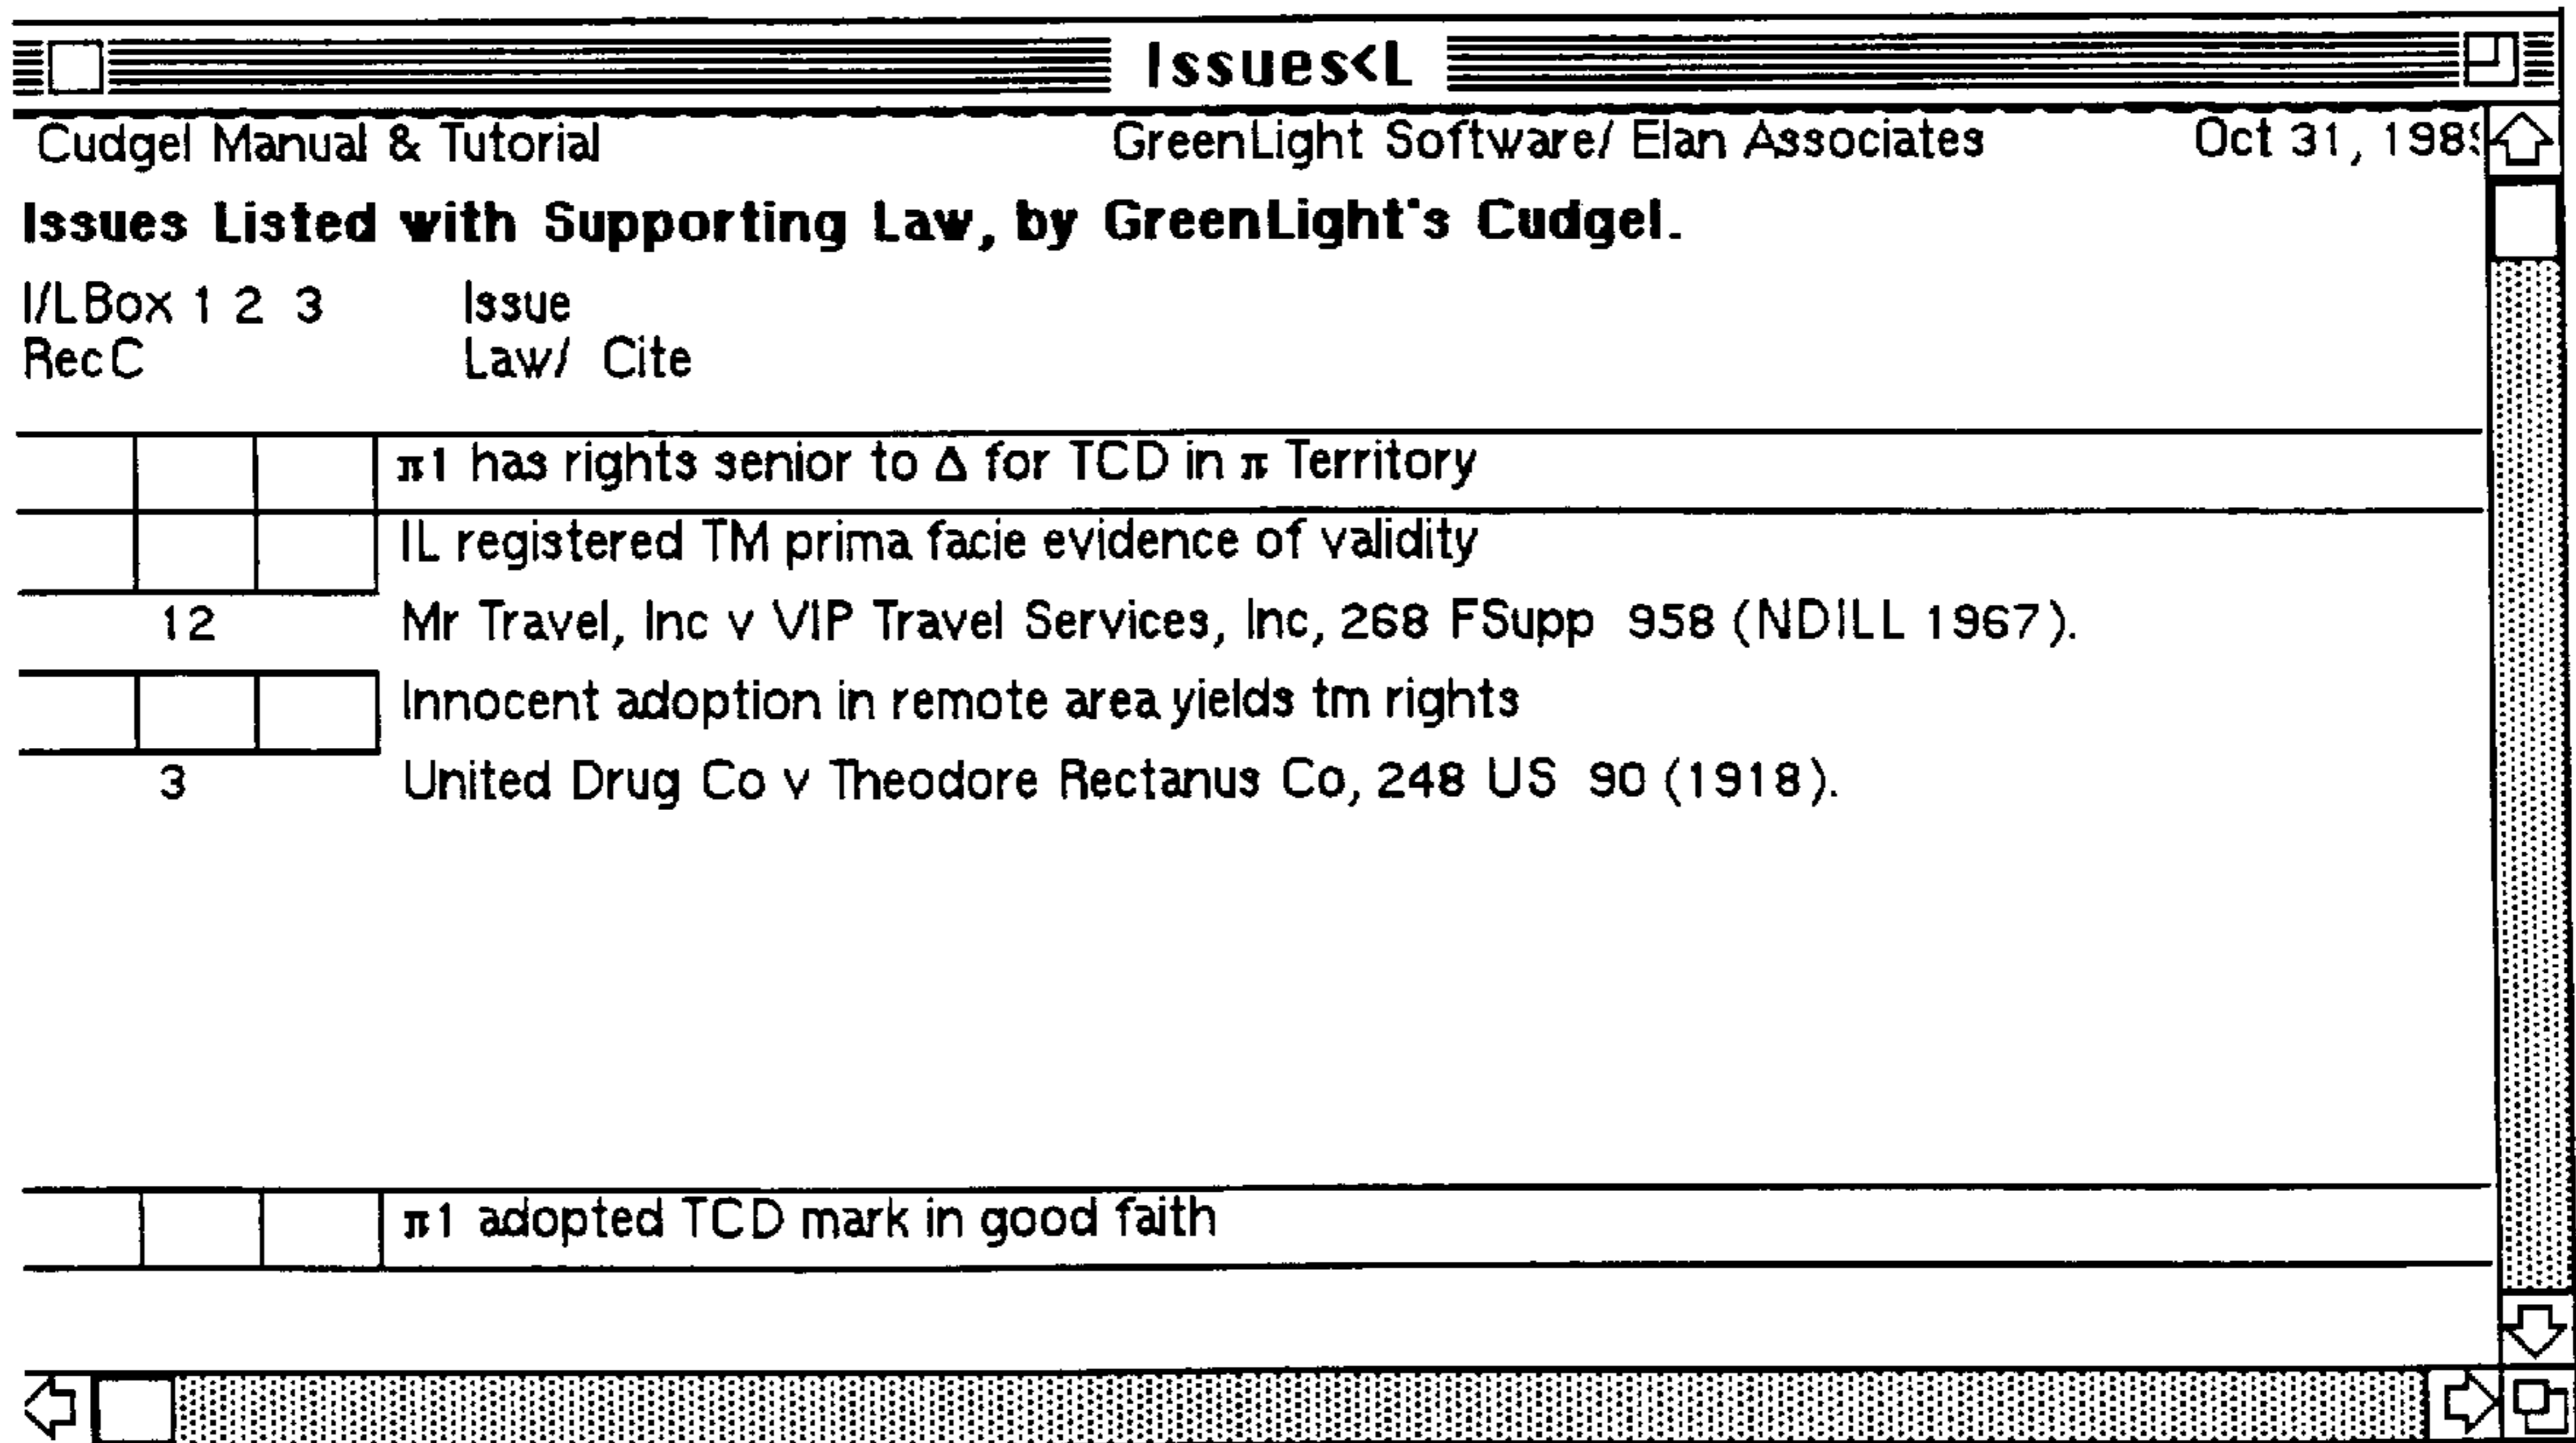 Issues<L
Cudgel Manual & Tutorial GreenLight Software/ Elan Associates Oct 31, 198
Issues Listed with Supporting Law, by GreenLight's Cudgel.
I/LBox 1 2 3 Issue
RecC Law/ Cite
π1 has rights senior to Δ for TCD in π Territory
IL registered TM prima facie evidence of validity
12 Mr Travel, Inc v VIP Travel Services, Inc, 268 FSupp 958 (NDILL 1967).
Innocent adoption in remote area yields tm rights
3 United Drug Co v Theodore Rectanus Co, 248 US 90 (1918).
π1 adopted TCD mark in good faith